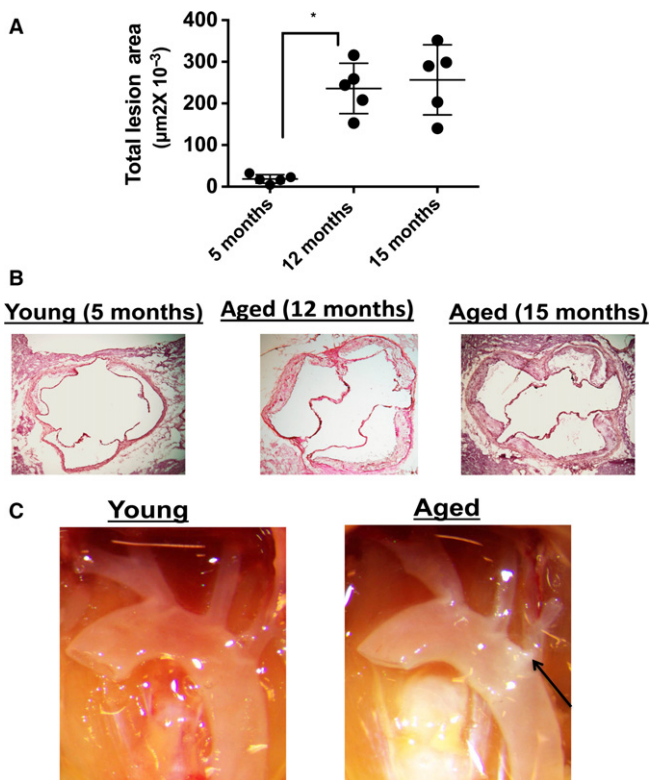 A
Total lesion area
(µm2X 10⁻³)
400
300
200
100
0
*
5 months
12 months
15 months
B
Young (5 months)
Aged (12 months)
Aged (15 months)
C
Young
Aged